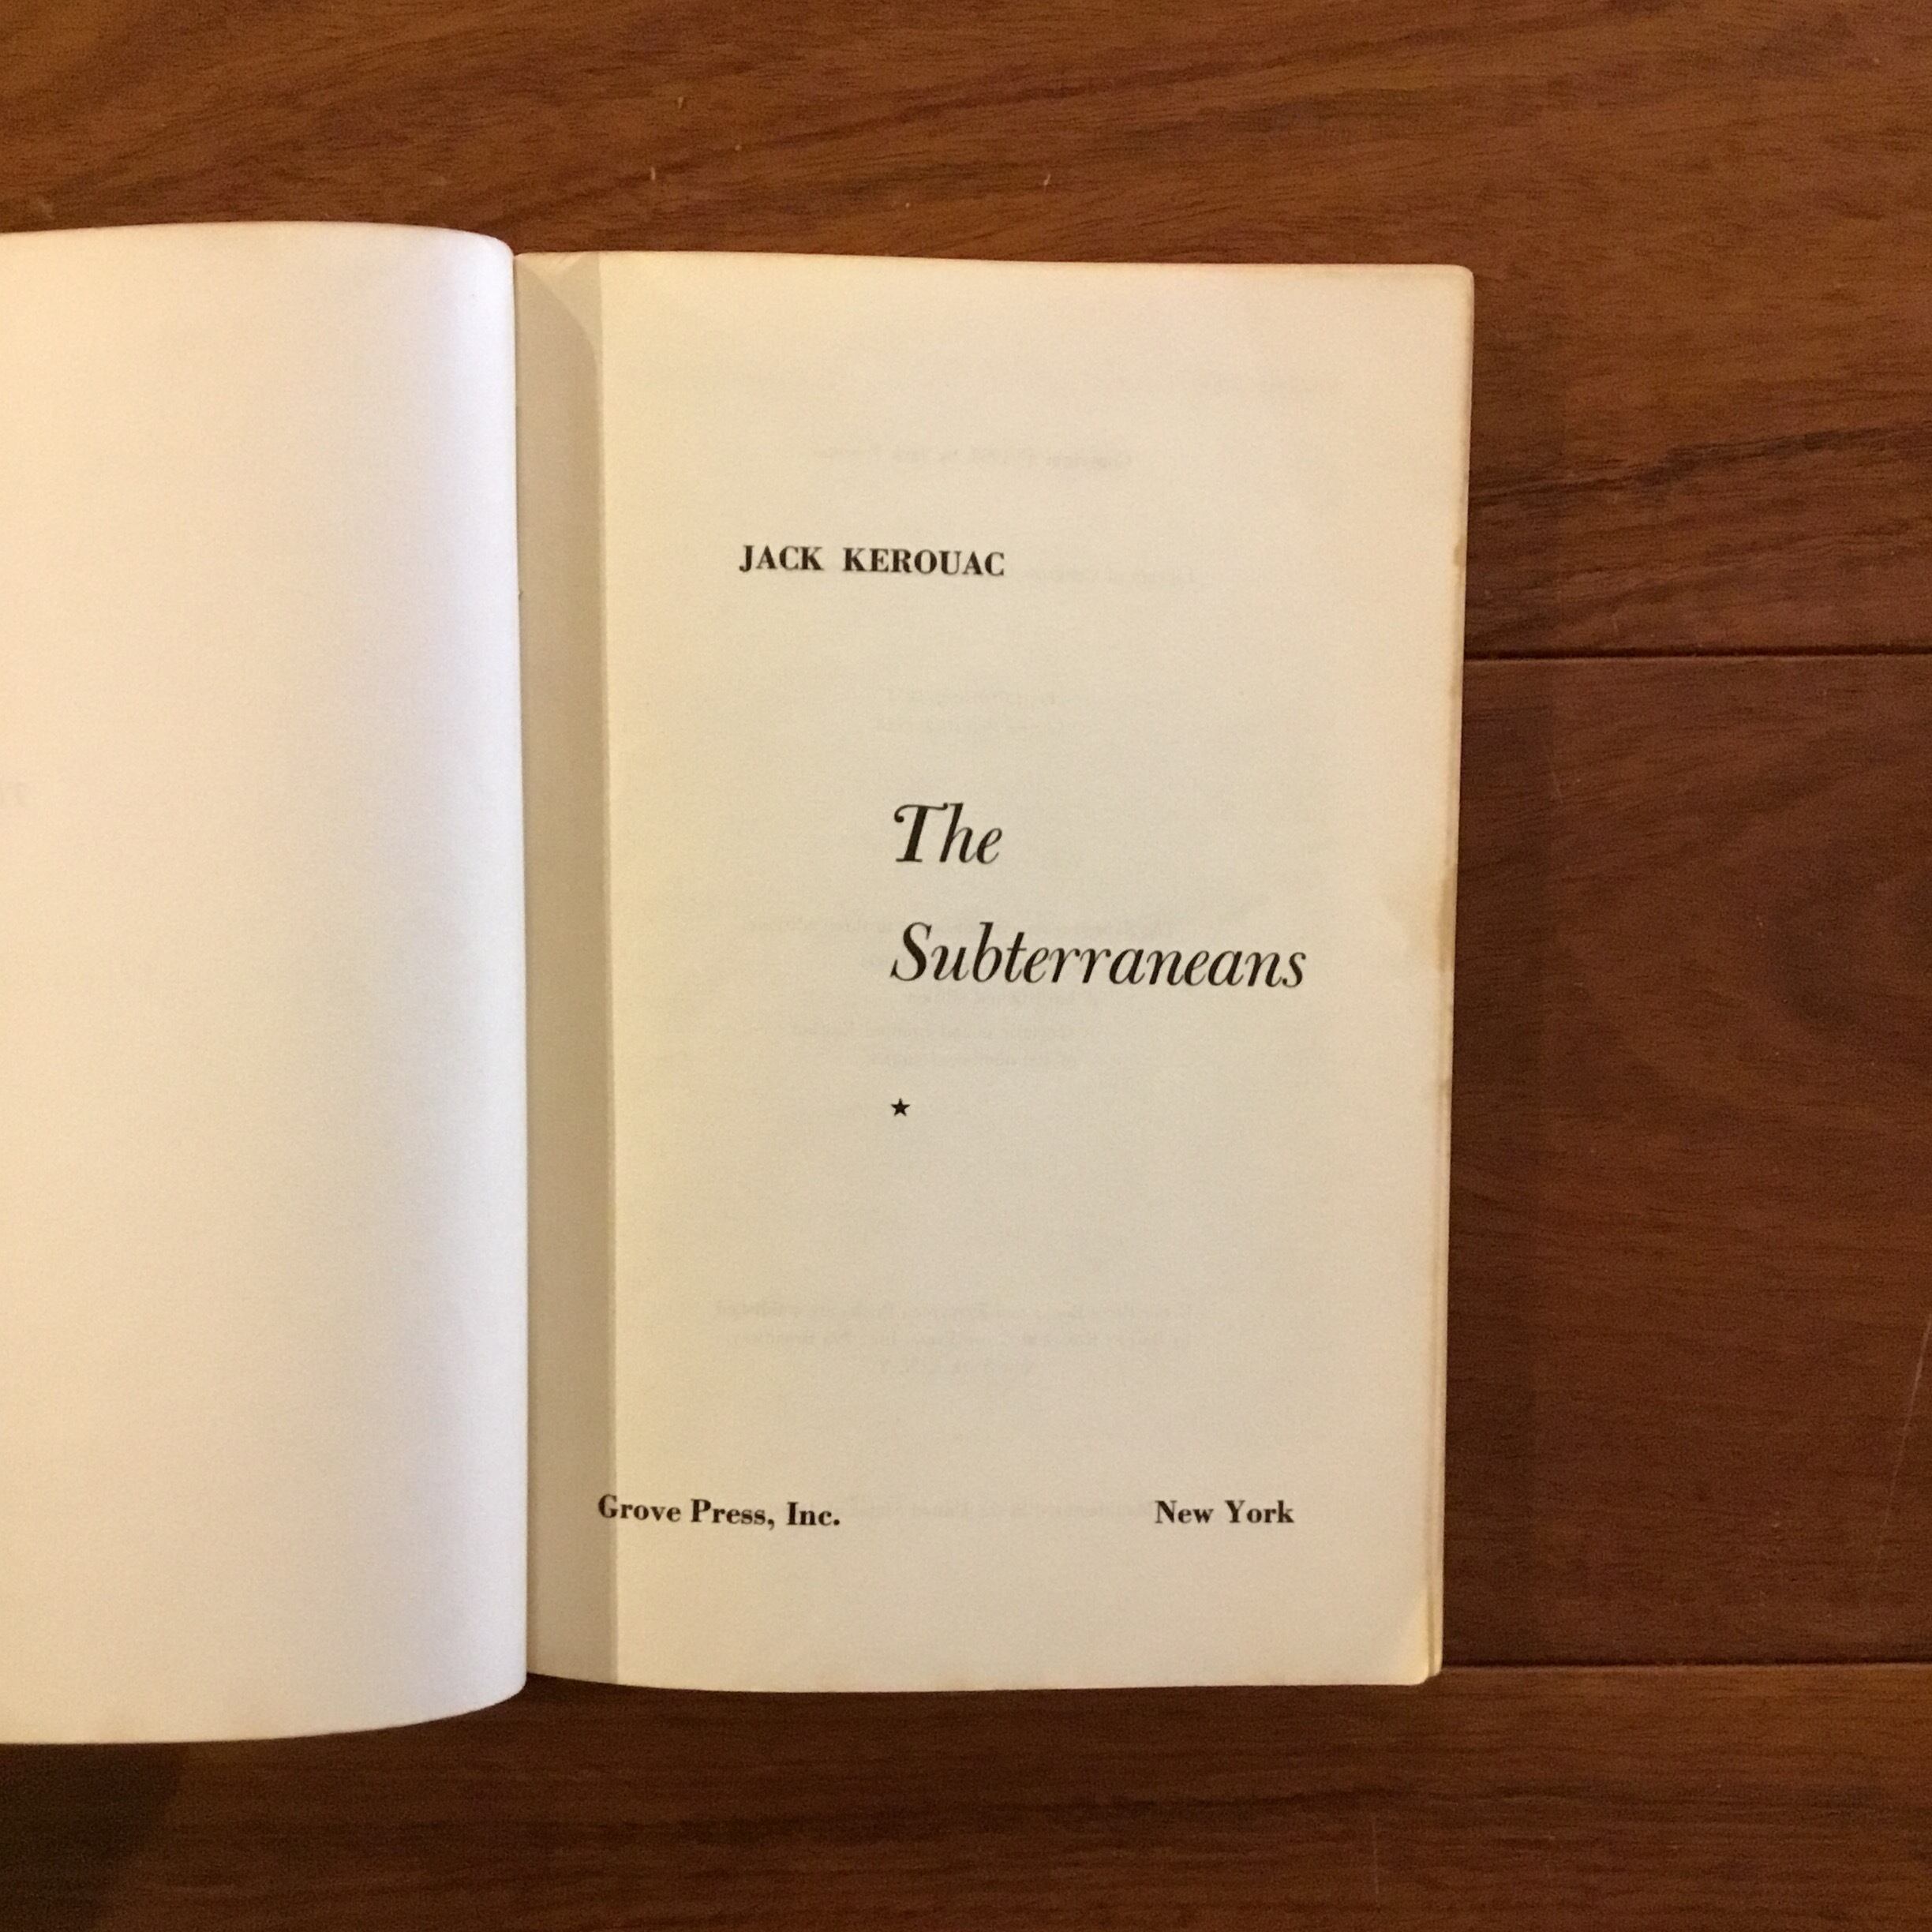 JACK KEROUAC
The
Subterraneans
★
Grove Press, Inc. New York